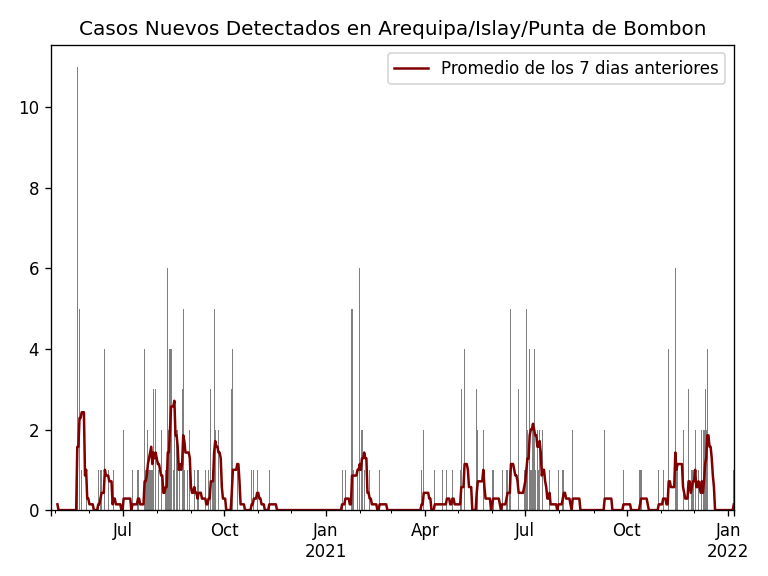 Casos Nuevos Detectados en Arequipa/Islay/Punta de Bombon
Promedio de los 7 dias anteriores
10
8
6
4
2
0
Jul
Oct
Jan
2021
Apr
Jul
Oct
Jan
2022